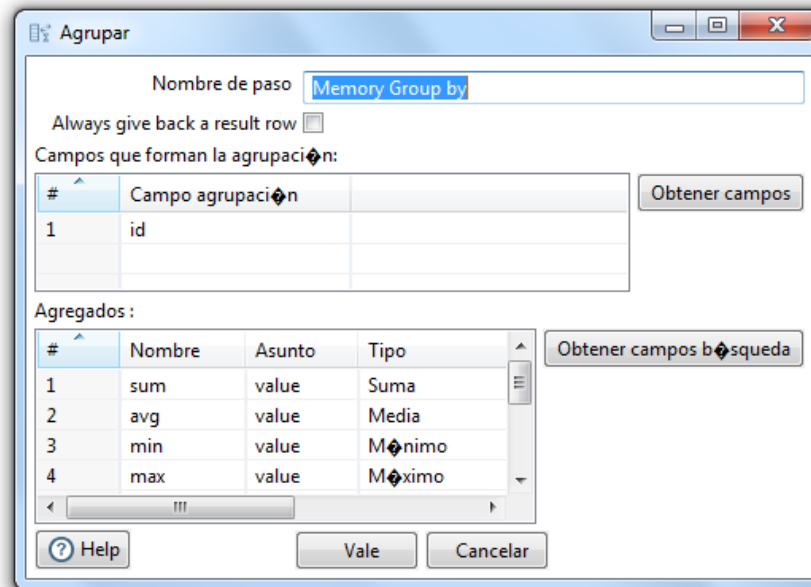 Agrupar
Nombre de paso Memory Group by
Always give back a result row
Campos que forman la agrupaci�n:
# Campo agrupaci�n Obtener campos
1 id
Agregados :
# Nombre Asunto Tipo Obtener campos b�squeda
1 sum value Suma
2 avg value Media
3 min value M�nimo
4 max value M�ximo
Help Vale Cancelar